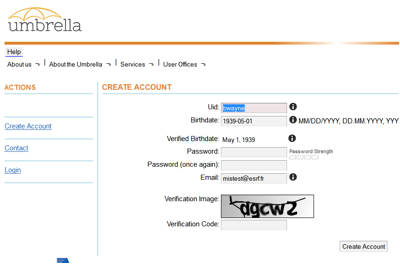 umbrella
Help
About us ¬ | About the Umbrella ¬ | Services ¬ | User Offices ¬
ACTIONS
Create Account
Contact
Login
CREATE ACCOUNT
Uid: bwayne
Birthdate: 1939-05-01 MM/DD/YYYY, DD.MM.YYYY, YYY
Verified Birthdate: May 1, 1939
Password: Password Strength
Password (once again):
Email: mistest@esrf.fr
Verification Image: dgcw2
Verification Code:
Create Account